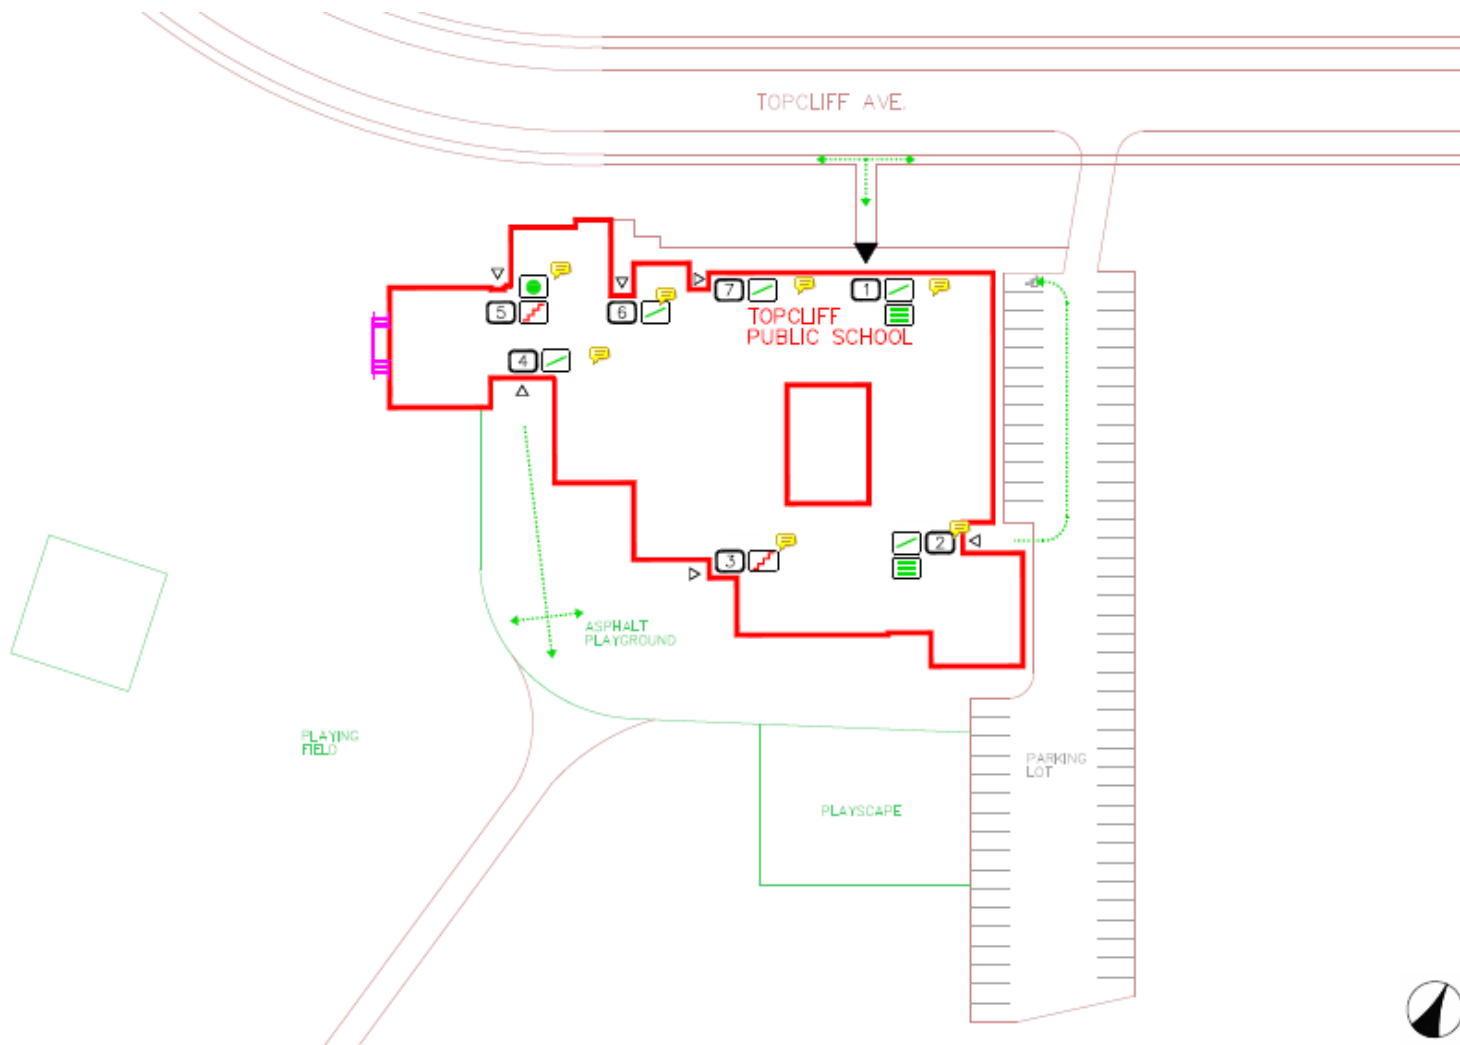 TOPCLIFF AVE.
7
1
5
6
TOPCLIFF
PUBLIC SCHOOL
4
2
3
ASPHALT
PLAYGROUND
PLAYING
FIELD
PARKING
LOT
PLAYSCAPE